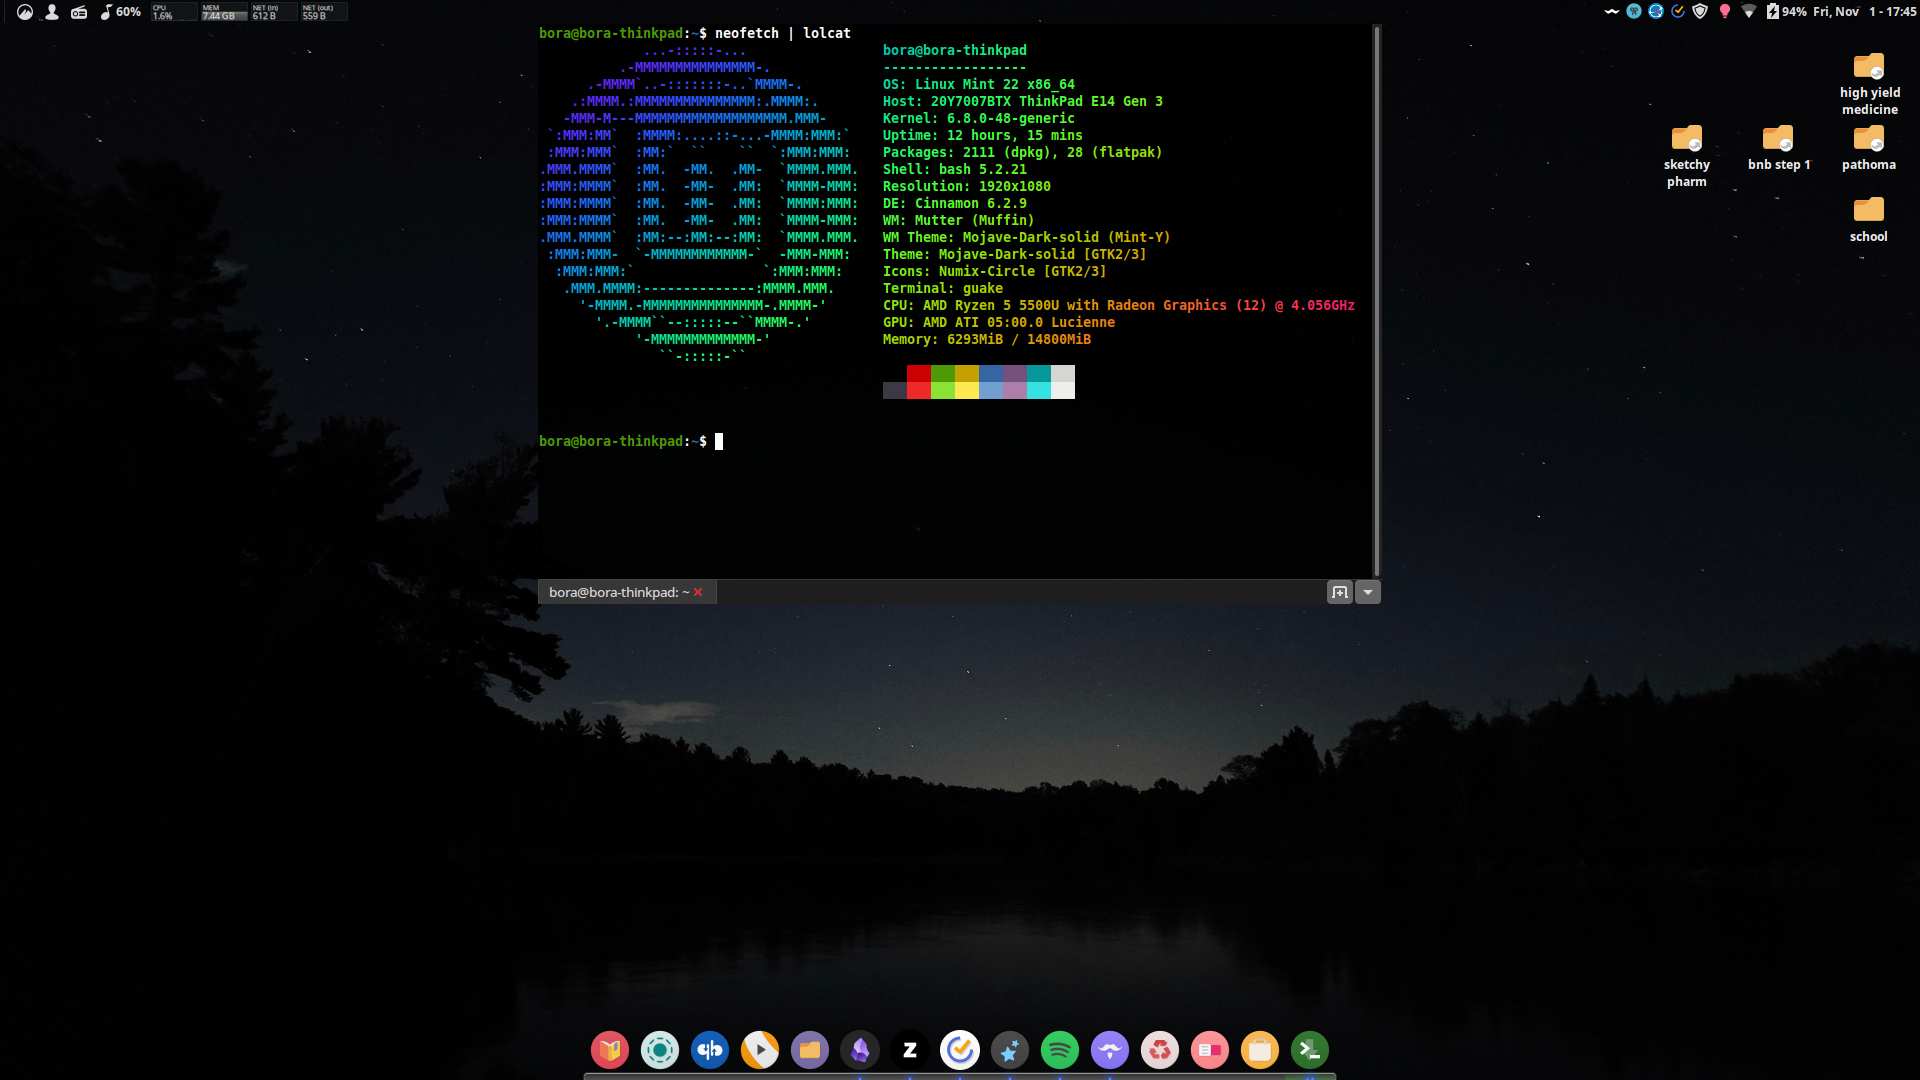 60%
CPU
1.6%
MEM
7.44 GB
NET (in)
612 B
NET (out)
559 B
94%
Fri, Nov 1 - 17:45
bora@bora-thinkpad:~$ neofetch | lolcat
...-:::::-... bora@bora-thinkpad
.-MMMMMMMMMMMMMMM-. ------------------
.-MMMM`..-:::::::-..`MMMM-. OS: Linux Mint 22 x86_64
.:MMMM.:MMMMMMMMMMMMMMM:.MMMM:. Host: 20Y7007BTX ThinkPad E14 Gen 3
-MMM-M---MMMMMMMMMMMMMMMMMMM.MMM- Kernel: 6.8.0-48-generic
`:MMM:MM` :MMMM:....::-...-MMMM:MMM:` Uptime: 12 hours, 15 mins
:MMM:MMM` :MM:` `` `` `:MMM:MMM: Packages: 2111 (dpkg), 28 (flatpak)
.MMM.MMMM` :MM. -MM. .MM- `MMMM.MMM. Shell: bash 5.2.21
:MMM:MMMM` :MM. -MM- .MM: `MMMM-MMM: Resolution: 1920x1080
:MMM:MMMM` :MM. -MM- .MM: `MMMM:MMM: DE: Cinnamon 6.2.9
:MMM:MMMM` :MM. -MM- .MM: `MMMM-MMM: WM: Mutter (Muffin)
.MMM.MMMM` :MM:--:MM:--:MM: `MMMM.MMM. WM Theme: Mojave-Dark-solid (Mint-Y)
:MMM:MMM- `-MMMMMMMMMMMM-` -MMM-MMM: Theme: Mojave-Dark-solid [GTK2/3]
:MMM:MMM:` `:MMM:MMM: Icons: Numix-Circle [GTK2/3]
.MMM.MMMM:--------------:MMMM.MMM. Terminal: guake
'-MMMM.-MMMMMMMMMMMMMMM-.MMMM-' CPU: AMD Ryzen 5 5500U with Radeon Graphics (12) @ 4.056GHz
'.-MMMM``--:::::--``MMMM-.' GPU: AMD ATI 05:00.0 Lucienne
'-MMMMMMMMMMMMM-' Memory: 6293MiB / 14800MiB
``-:::::-``
bora@bora-thinkpad:~$
bora@bora-thinkpad: ~
high yield
medicine
sketchy
pharm
bnb step 1
pathoma
school
z